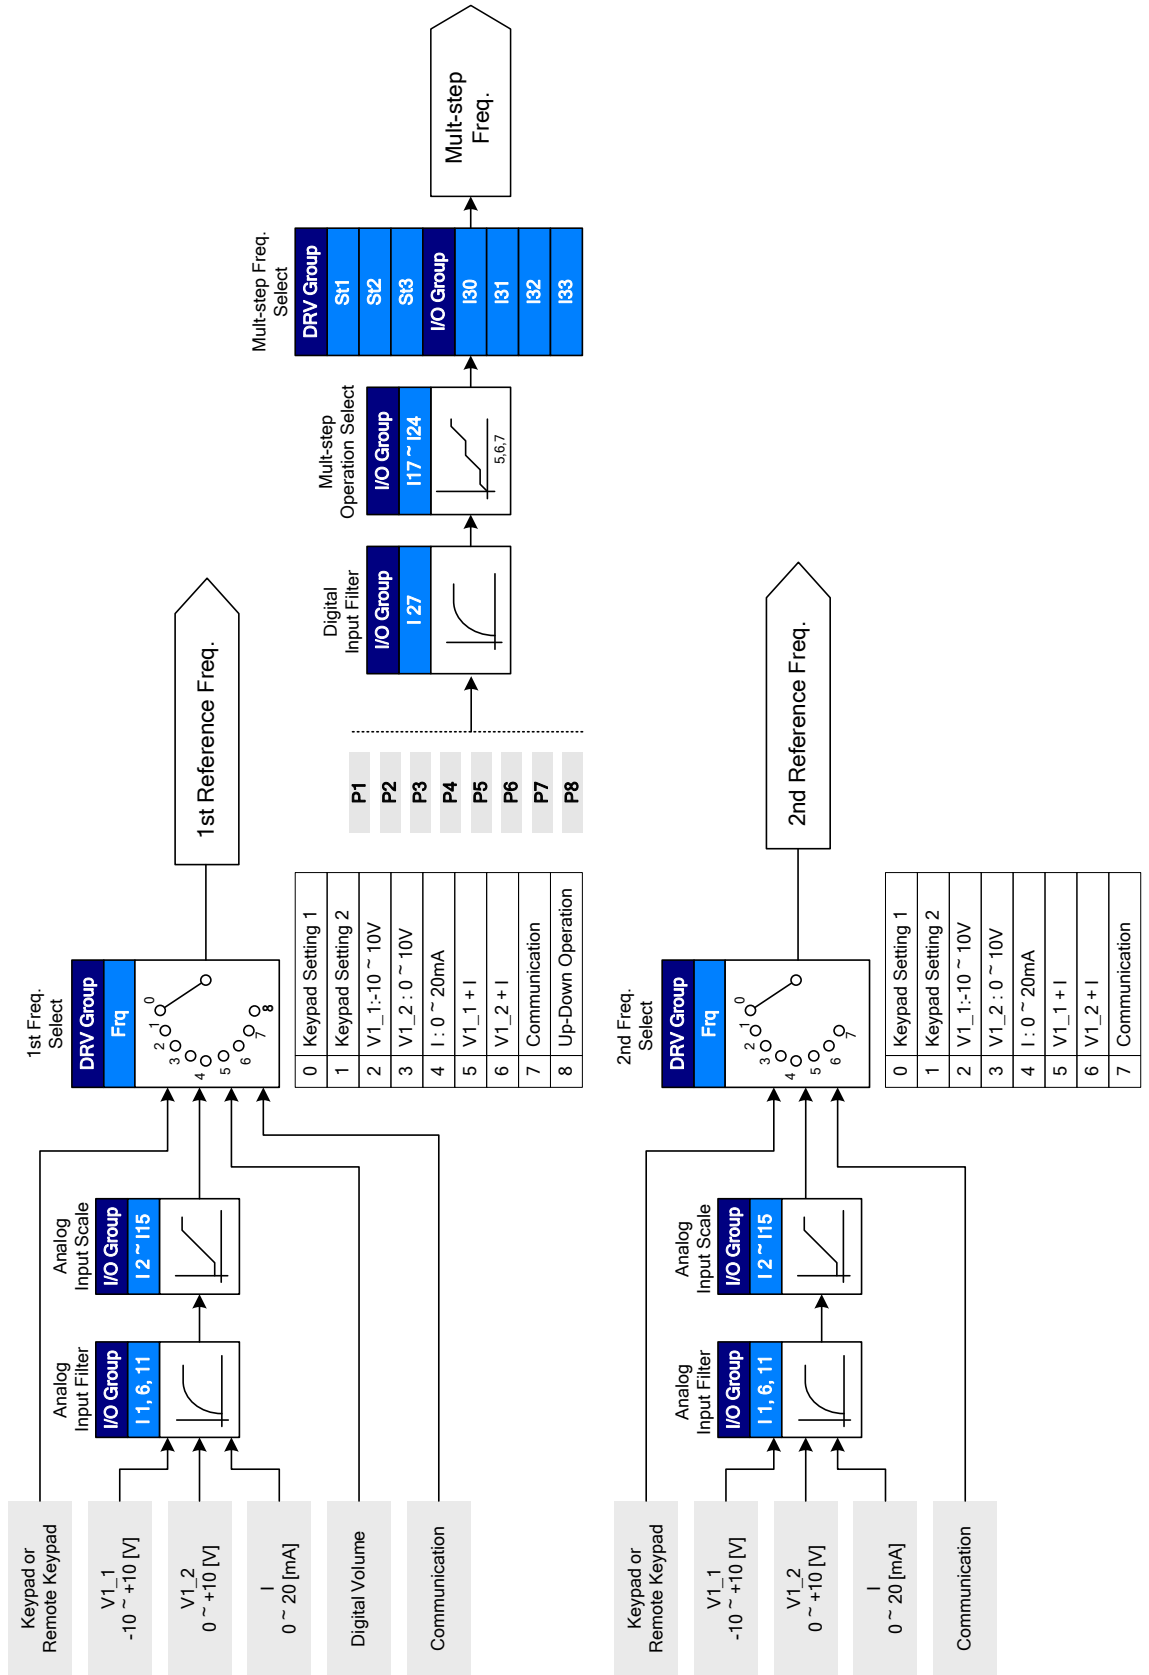 Keypad or
Remote Keypad
V1_1
-10 ~ +10 [V]
V1_2
0 ~ +10 [V]
I
0 ~ 20 [mA]
Digital Volume
Communication
Analog
Input Filter
I/O Group
I 1, 6, 11
Analog
Input Scale
I/O Group
I 2 ~ I15
1st Freq.
Select
DRV Group
Frq
0
1
2
3
4
5
6
7
8
0 Keypad Setting 1
1 Keypad Setting 2
2 V1_1:-10 ~ 10V
3 V1_2 : 0 ~ 10V
4 I : 0 ~ 20mA
5 V1_1 + I
6 V1_2 + I
7 Communication
8 Up-Down Operation
1st Reference Freq.
P1
P2
P3
P4
P5
P6
P7
P8
Digital
Input Filter
I/O Group
I 27
Mult-step
Operation Select
I/O Group
I17 ~ I24
5,6,7
Mult-step Freq.
Select
DRV Group
St1
St2
St3
I/O Group
I30
I31
I32
I33
Mult-step
Freq.
Keypad or
Remote Keypad
V1_1
-10 ~ +10 [V]
V1_2
0 ~ +10 [V]
I
0 ~ 20 [mA]
Communication
Analog
Input Filter
I/O Group
I 1, 6, 11
Analog
Input Scale
I/O Group
I 2 ~ I15
2nd Freq.
Select
DRV Group
Frq
0
1
2
3
4
5
6
7
0 Keypad Setting 1
1 Keypad Setting 2
2 V1_1:-10 ~ 10V
3 V1_2 : 0 ~ 10V
4 I : 0 ~ 20mA
5 V1_1 + I
6 V1_2 + I
7 Communication
2nd Reference Freq.